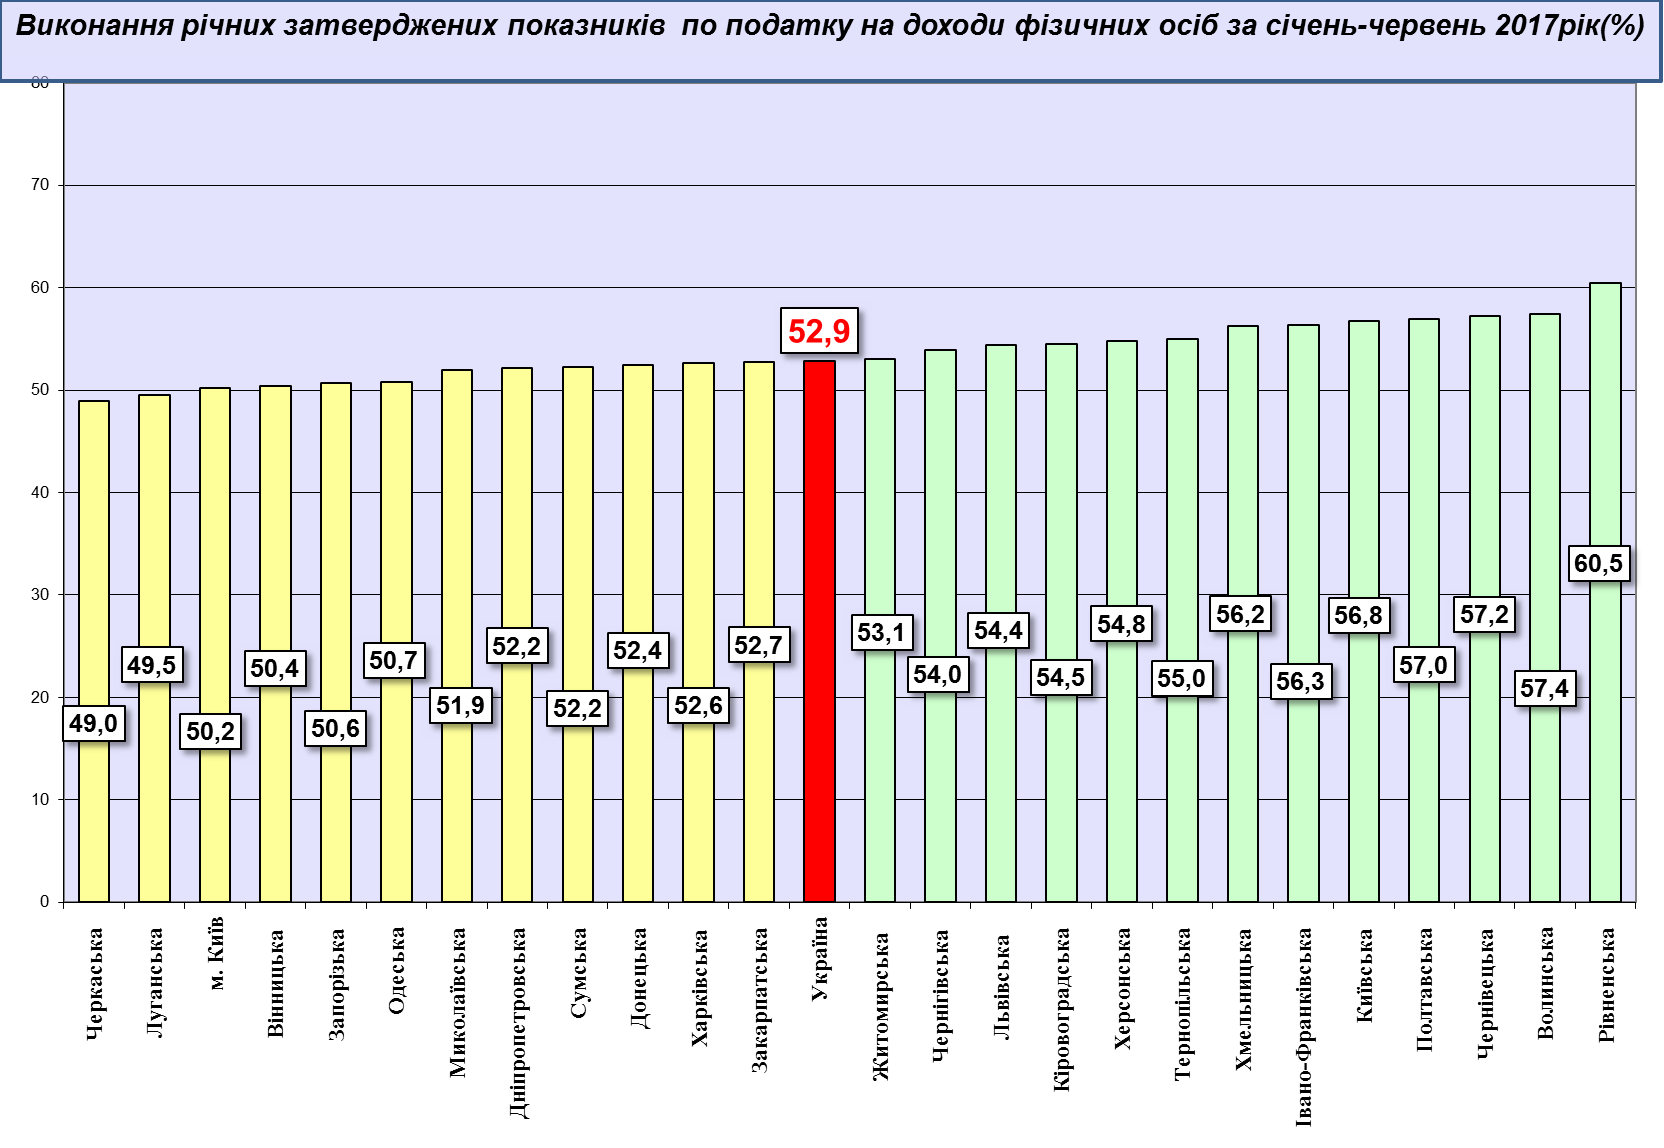 Виконання річних затверджених показників по податку на доходи фізичних осіб за січень-червень 2017рік(%)
80
70
60
50
40
30
20
10
0
49,0
49,5
50,2
50,4
50,6
50,7
51,9
52,2
52,2
52,4
52,6
52,7
52,9
53,1
54,0
54,4
54,5
54,8
55,0
56,2
56,3
56,8
57,0
57,2
57,4
60,5
Черкаська
Луганська
м. Київ
Вінницька
Запорізька
Одеська
Миколаївська
Дніпропетровська
Сумська
Донецька
Харківська
Закарпатська
Україна
Житомирська
Чернігівська
Львівська
Кіровоградська
Херсонська
Тернопільська
Хмельницька
Івано-Франківська
Київська
Полтавська
Чернівецька
Волинська
Рівненська